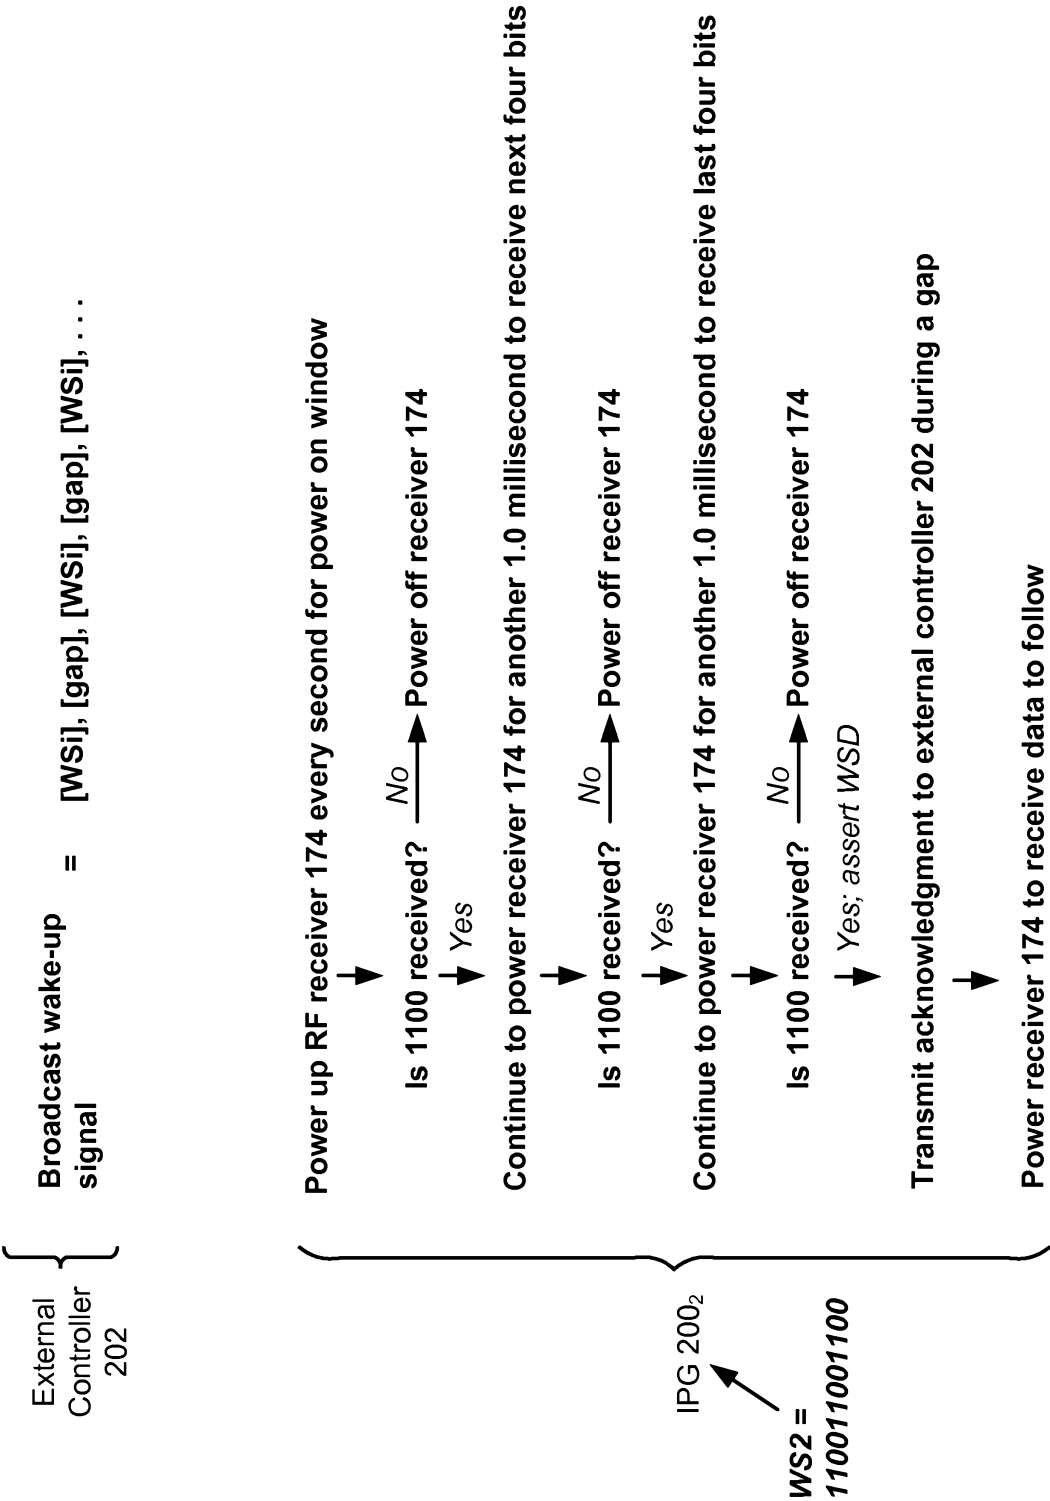 External
Controller
202
Broadcast wake-up
signal
= [WSi], [gap], [WSi], [gap], [WSi], . . .
Power up RF receiver 174 every second for power on window
Is 1100 received? No Power off receiver 174
Yes
Continue to power receiver 174 for another 1.0 millisecond to receive next four bits
Is 1100 received? No Power off receiver 174
Yes
Continue to power receiver 174 for another 1.0 millisecond to receive last four bits
Is 1100 received? No Power off receiver 174
Yes; assert WSD
Transmit acknowledgment to external controller 202 during a gap
Power receiver 174 to receive data to follow
IPG 200₂
WS2 =
110011001100